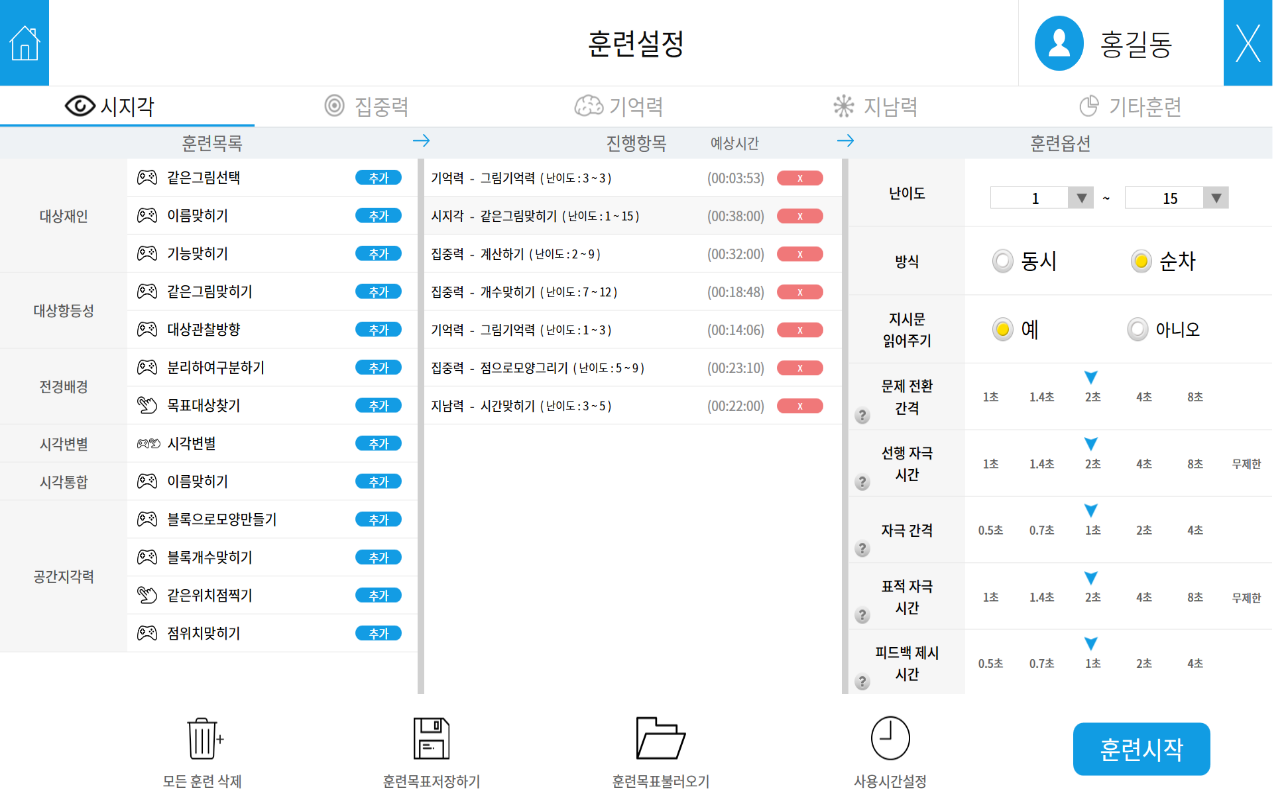 훈련설정
홍길동
X
시지각
집중력
기억력
지남력
기타훈련
훈련목록
진행항목
예상시간
훈련옵션
대상재인
같은그림선택 추가
이름맞히기 추가
기능맞히기 추가
대상항등성
같은그림맞히기 추가
대상관찰방향 추가
전경배경
분리하여구분하기 추가
목표대상찾기 추가
시각변별
시각변별 추가
시각통합
이름맞히기 추가
공간지각력
블록으로모양만들기 추가
블록개수맞히기 추가
같은위치점찍기 추가
점위치맞히기 추가
기억력 - 그림기억력 ( 난이도 : 3 ~ 3 ) (00:03:53) X
시지각 - 같은그림맞히기 ( 난이도 : 1 ~ 15 ) (00:38:00) X
집중력 - 계산하기 ( 난이도 : 2 ~ 9 ) (00:32:00) X
집중력 - 개수맞히기 ( 난이도 : 7 ~ 12 ) (00:18:48) X
기억력 - 그림기억력 ( 난이도 : 1 ~ 3 ) (00:14:06) X
집중력 - 점으로모양그리기 ( 난이도 : 5 ~ 9 ) (00:23:10) X
지남력 - 시간맞히기 ( 난이도 : 3 ~ 5 ) (00:22:00) X
난이도 1 ~ 15
방식 동시 순차
지시문
읽어주기
예 아니오
문제 전환
간격
?
1초 1.4초 2초 4초 8초
선행 자극
시간
?
1초 1.4초 2초 4초 8초 무제한
자극 간격
?
0.5초 0.7초 1초 2초 4초
표적 자극
시간
?
1초 1.4초 2초 4초 8초 무제한
피드백 제시
시간
?
0.5초 0.7초 1초 2초 4초
모든 훈련 삭제
훈련목표저장하기
훈련목표불러오기
사용시간설정
훈련시작